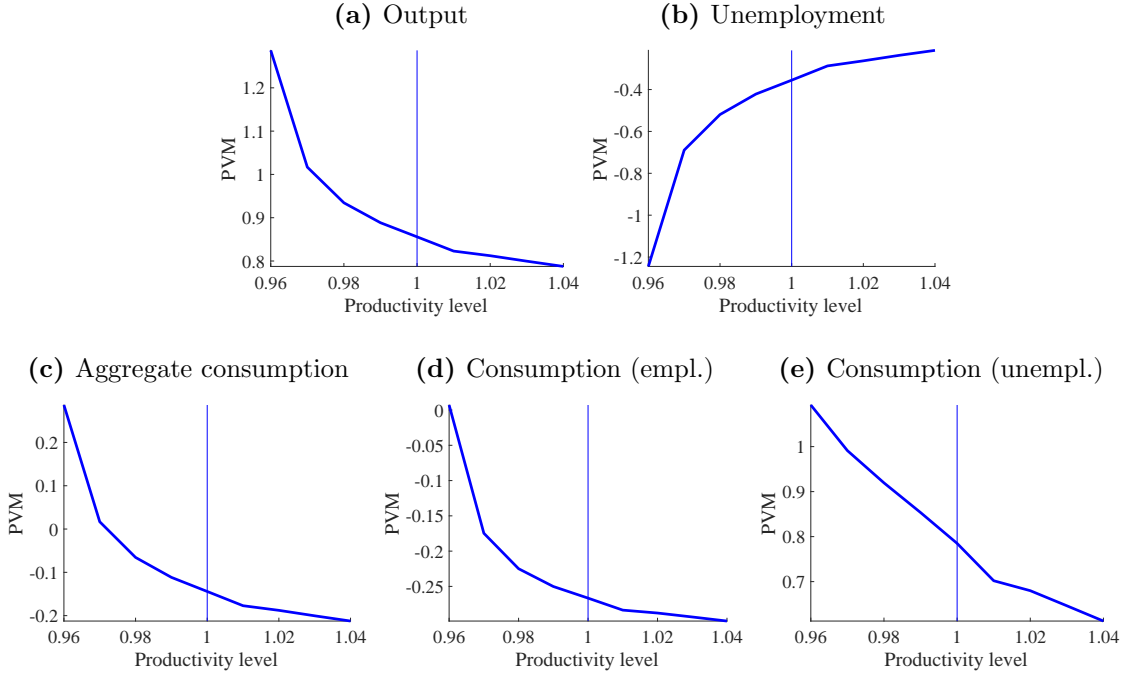 (a) Output
PVM
1.2
1.1
1
0.9
0.8
0.96 0.98 1 1.02 1.04
Productivity level
(b) Unemployment
PVM
-0.4
-0.6
-0.8
-1
-1.2
0.96 0.98 1 1.02 1.04
Productivity level
(c) Aggregate consumption
PVM
0.2
0.1
0
-0.1
-0.2
0.96 0.98 1 1.02 1.04
Productivity level
(d) Consumption (empl.)
PVM
0
-0.05
-0.1
-0.15
-0.2
-0.25
0.96 0.98 1 1.02 1.04
Productivity level
(e) Consumption (unempl.)
PVM
1
0.9
0.8
0.7
0.96 0.98 1 1.02 1.04
Productivity level